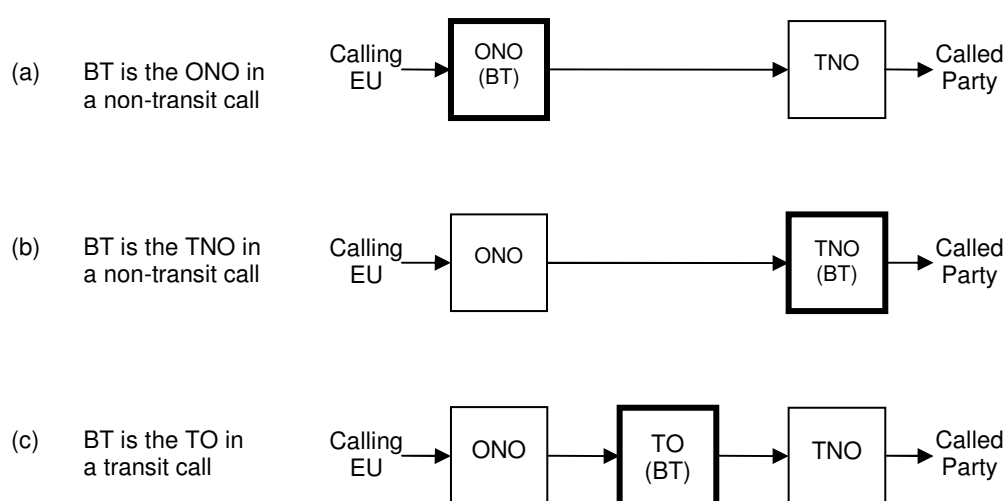 (a) BT is the ONO in
a non-transit call
Calling
EU
ONO
(BT)
TNO
Called
Party
(b) BT is the TNO in
a non-transit call
Calling
EU
ONO
TNO
(BT)
Called
Party
(c) BT is the TO in
a transit call
Calling
EU
ONO
TO
(BT)
TNO
Called
Party